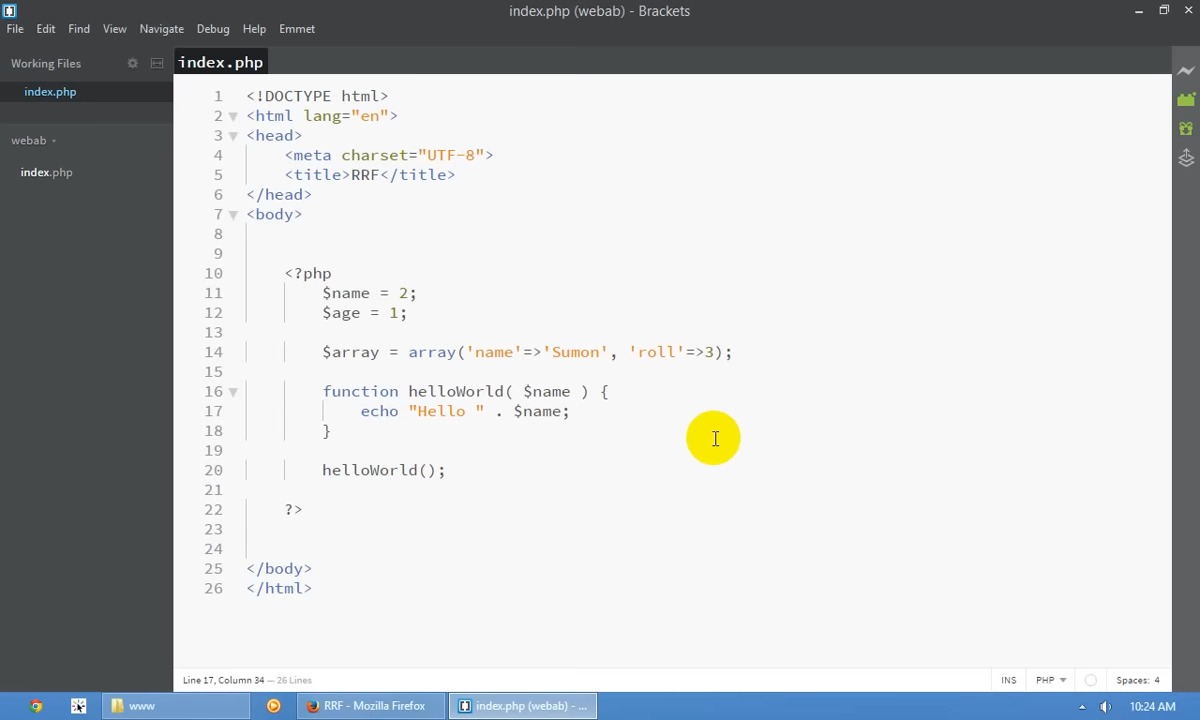 index.php (webab) - Brackets
File Edit Find View Navigate Debug Help Emmet
Working Files
index.php
webab
index.php
index.php
1 <!DOCTYPE html>
2 <html lang="en">
3 <head>
4 <meta charset="UTF-8">
5 <title>RRF</title>
6 </head>
7 <body>
8
9
10 <?php
11 $name = 2;
12 $age = 1;
13
14 $array = array('name'=>'Sumon', 'roll'=>3);
15
16 function helloWorld( $name ) {
17 echo "Hello " . $name;
18 }
19
20 helloWorld();
21
22 ?>
23
24
25 </body>
26 </html>
Line 17, Column 34 — 26 Lines
INS PHP Spaces: 4
www RRF - Mozilla Firefox index.php (webab) - ... 10:24 AM